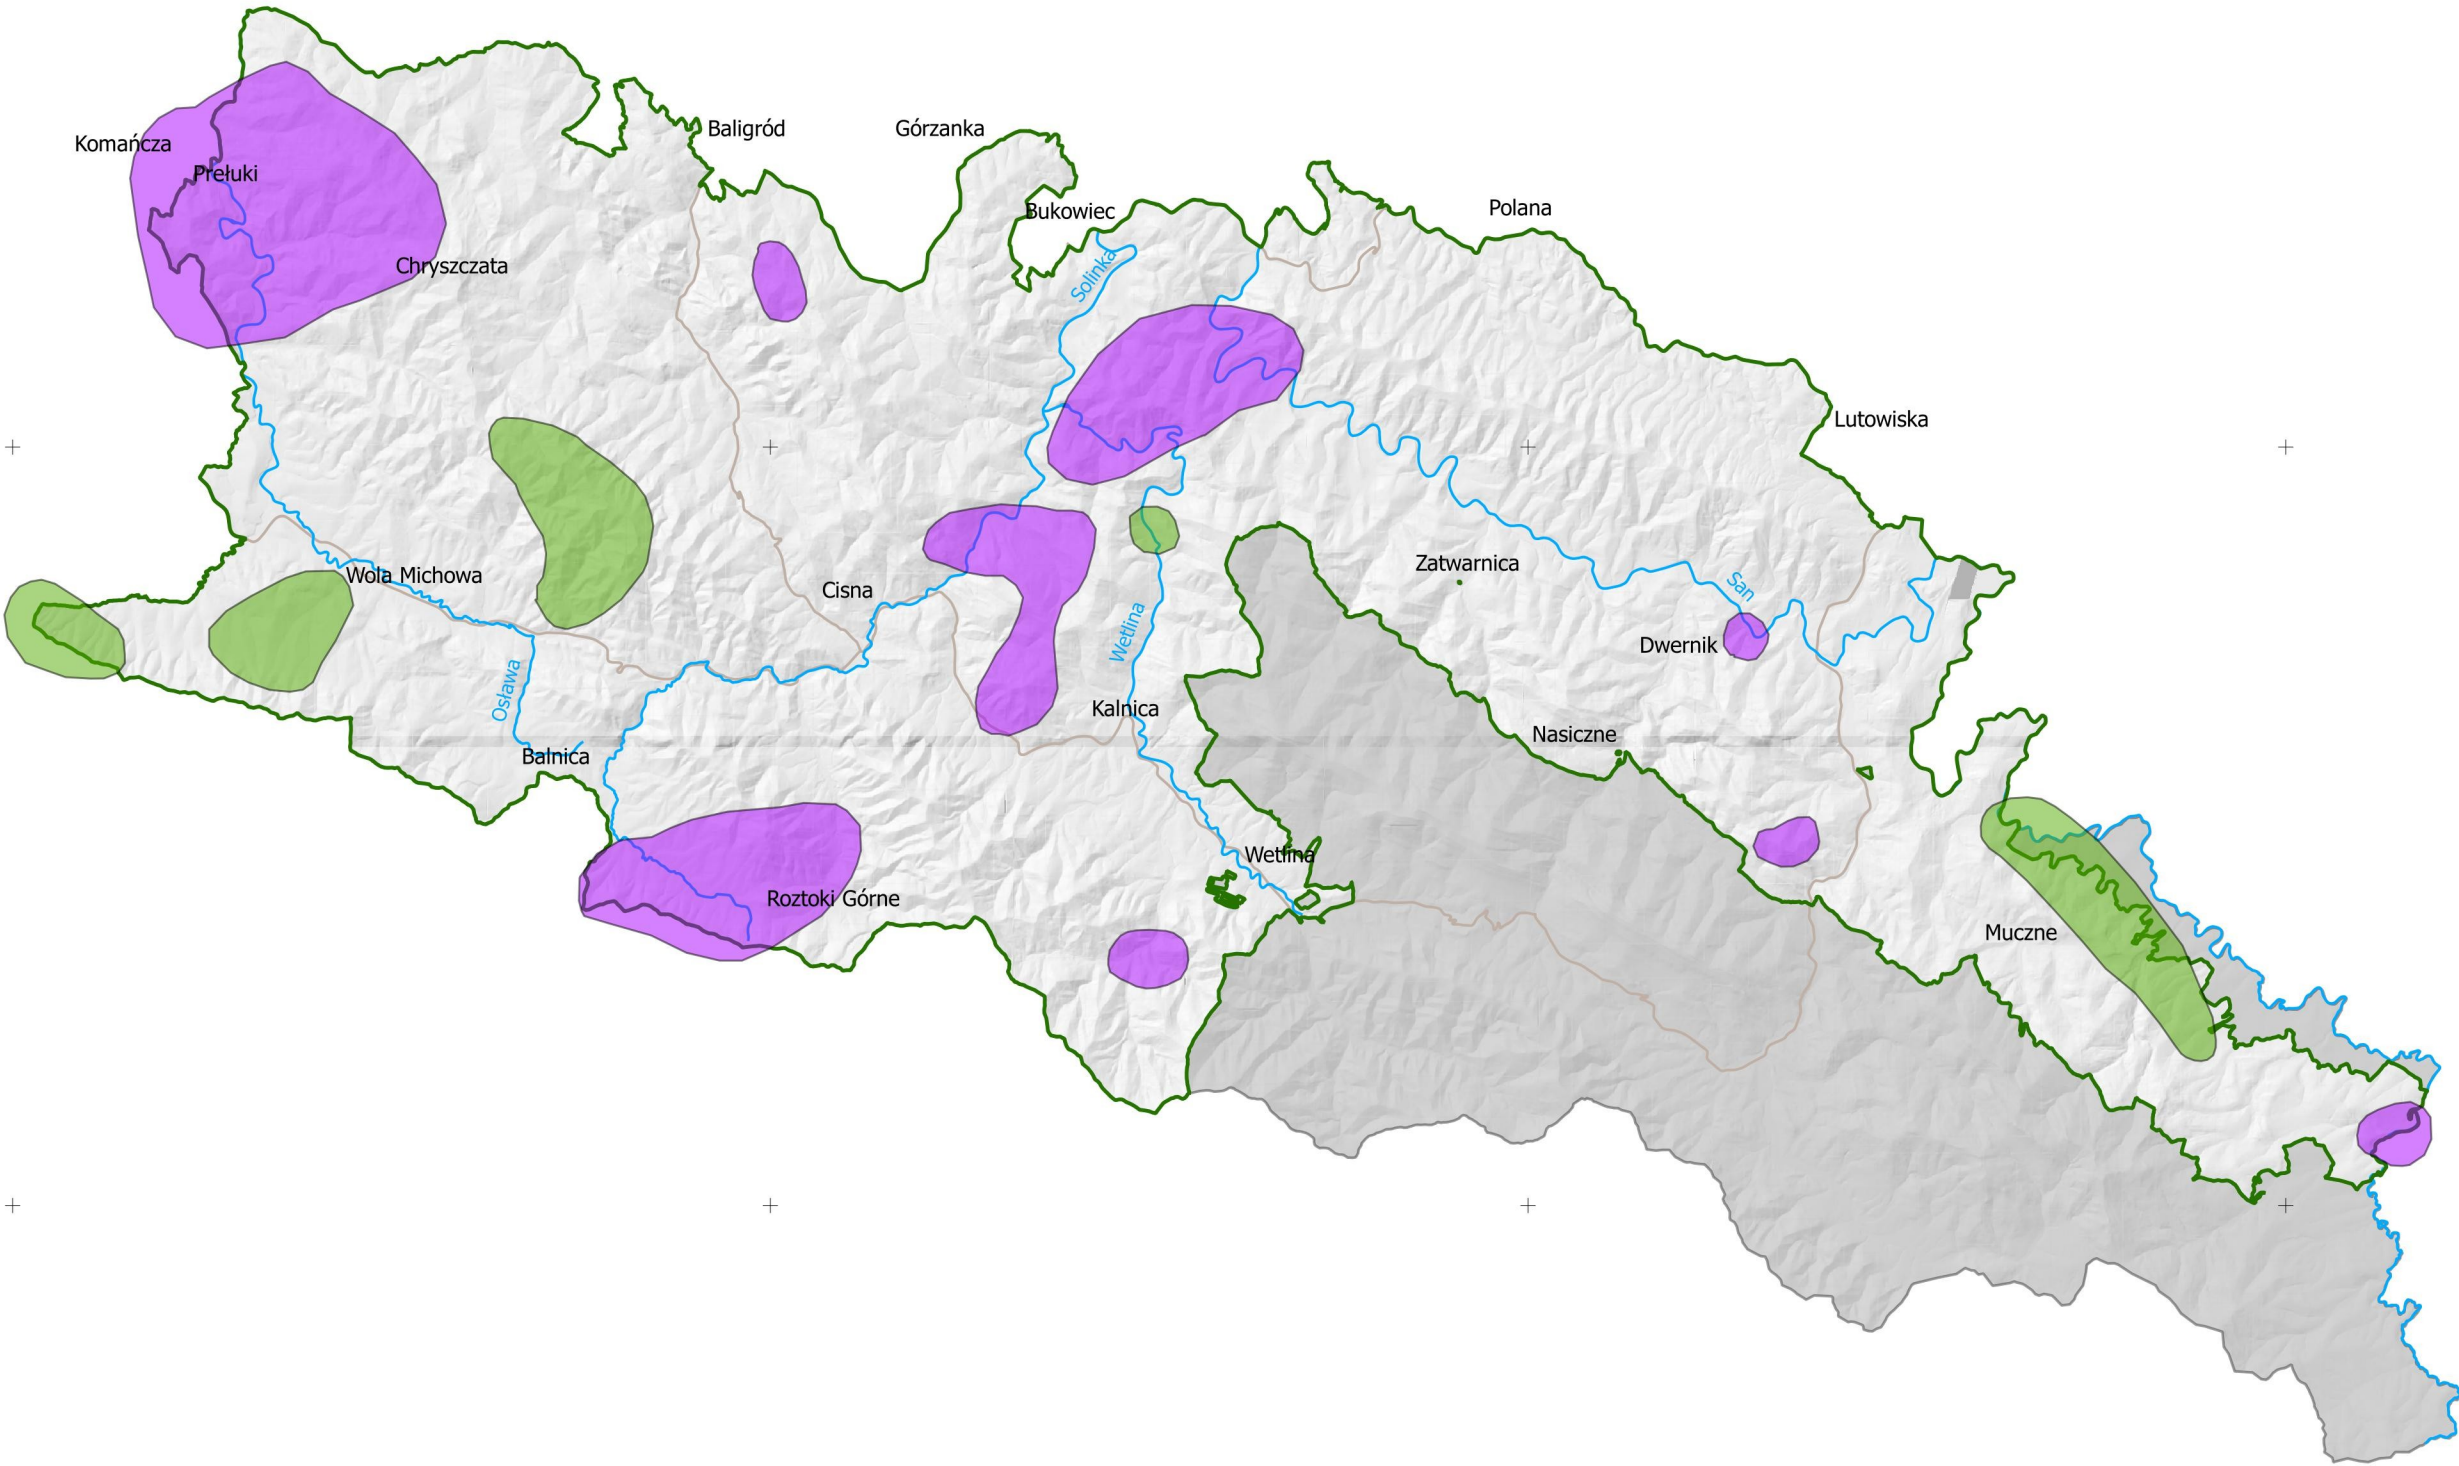 Baligród
Górzanka
Komańcza
Prełuki
Bukowiec
Polana
Chryszczata
Solinka
Lutowiska
Zatwarnica
Wola Michowa
Cisna
San
Wetlina
Dwernik
Osława
Kalnica
Nasiczne
Balnica
Wetlina
Roztoki Górne
Muczne